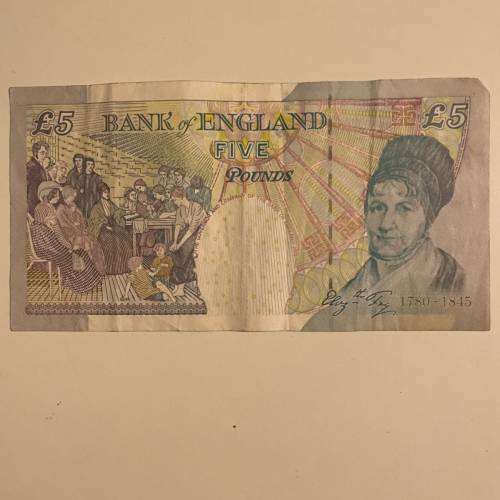 £5 BANK of ENGLAND £5
FIVE
POUNDS
1780-1845